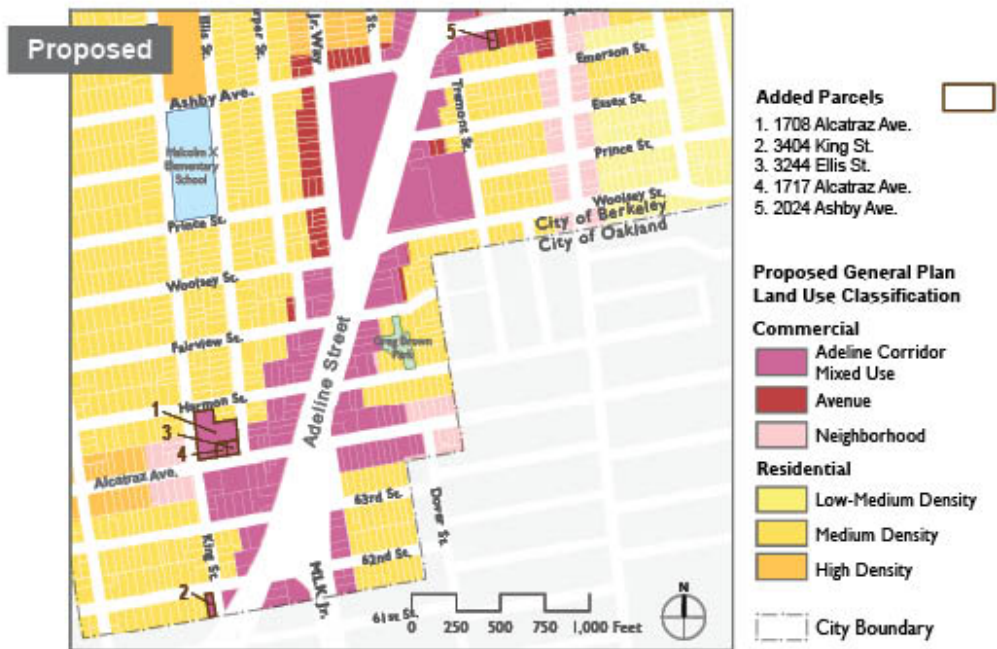 Proposed
Ellis St.
Jr. Way
5
Emerson St.
Ashby Ave.
Tremont St.
Essex St.
Malcolm X
Elementary
School
Prince St.
Prince St.
Woolsey St.
City of Berkeley
City of Oakland
Woolsey St.
Fairview St.
Adeline Street
Greg Brown
Park
Harmon St.
1
3
4
Alcatraz Ave.
63rd St.
Dover St.
King St.
62nd St.
2
MLK Jr.
61st St.
0 250 500 750 1,000 Feet
N
Added Parcels
1. 1708 Alcatraz Ave.
2. 3404 King St.
3. 3244 Ellis St.
4. 1717 Alcatraz Ave.
5. 2024 Ashby Ave.
Proposed General Plan
Land Use Classification
Commercial
Adeline Corridor
Mixed Use
Avenue
Neighborhood
Residential
Low-Medium Density
Medium Density
High Density
City Boundary